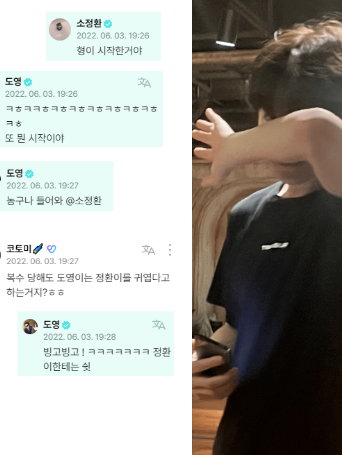 소정환
2022. 06. 03. 19:26
형이 시작한거야
도영
2022. 06. 03. 19:26
ㅋㅎㅋㅋㅎㅋㅎㅋㅎㅋㅎㅋㅎㅋㅎㅋㅎ
ㅋㅎ
또 뭘 시작이야
도영
2022. 06. 03. 19:27
농구나 들어와 @소정환
코토미
2022. 06. 03. 19:27
복수 당해도 도영이는 정환이를 귀엽다고
하는거지?ㅎㅎ
도영
2022. 06. 03. 19:28
빙고빙고 ! ㅋㅋㅋㅋㅋㅋㅋ 정환
이한테는 쉿